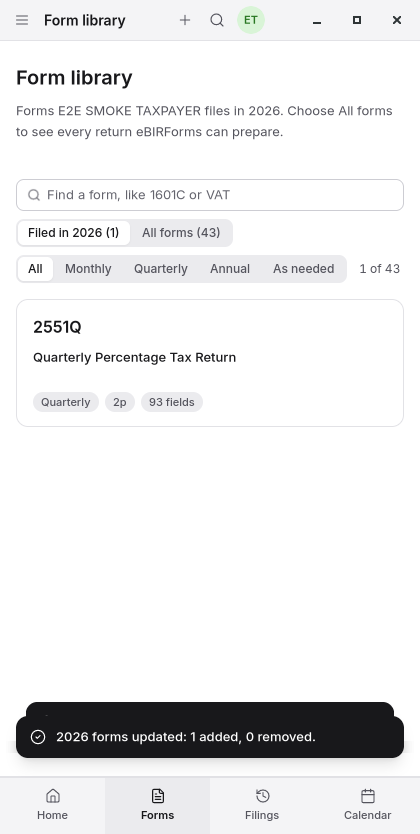 Form library
ET
Form library
Forms E2E SMOKE TAXPAYER files in 2026. Choose All forms
to see every return eBIRForms can prepare.
Find a form, like 1601C or VAT
Filed in 2026 (1)
All forms (43)
All
Monthly
Quarterly
Annual
As needed
1 of 43
2551Q
Quarterly Percentage Tax Return
Quarterly
2p
93 fields
2026 forms updated: 1 added, 0 removed.
Home
Forms
Filings
Calendar